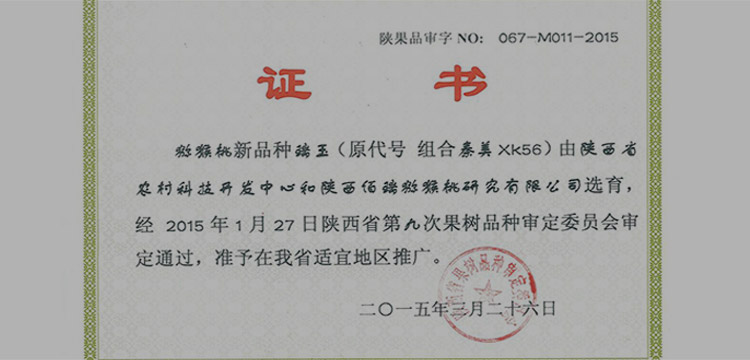 陕果品审字 NO: 067-M011-2015
证 书
猕猴桃新品种瑞玉（原代号 组合秦美XK56）由陕西省
农村科技开发中心和陕西佰瑞猕猴桃研究有限公司选育，
经 2015 年 1 月 27 日陕西省第九次果树品种审定委员会审
定通过，准予在我省适宜地区推广。
二〇一五年三月二十六日